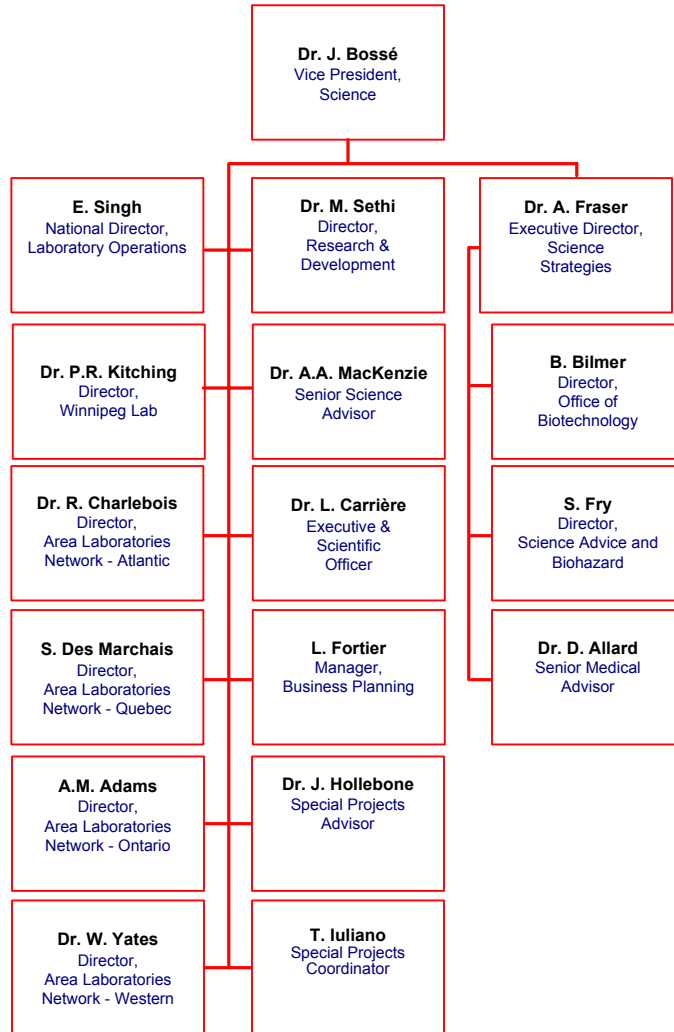 Dr. J. Bossé
Vice President,
Science
E. Singh
National Director,
Laboratory Operations
Dr. M. Sethi
Director,
Research &
Development
Dr. A. Fraser
Executive Director,
Science
Strategies
Dr. P.R. Kitching
Director,
Winnipeg Lab
Dr. A.A. MacKenzie
Senior Science
Advisor
B. Bilmer
Director,
Office of
Biotechnology
Dr. R. Charlebois
Director,
Area Laboratories
Network - Atlantic
Dr. L. Carrière
Executive &
Scientific
Officer
S. Fry
Director,
Science Advice and
Biohazard
S. Des Marchais
Director,
Area Laboratories
Network - Quebec
L. Fortier
Manager,
Business Planning
Dr. D. Allard
Senior Medical
Advisor
A.M. Adams
Director,
Area Laboratories
Network - Ontario
Dr. J. Hollebone
Special Projects
Advisor
Dr. W. Yates
Director,
Area Laboratories
Network - Western
T. Iuliano
Special Projects
Coordinator